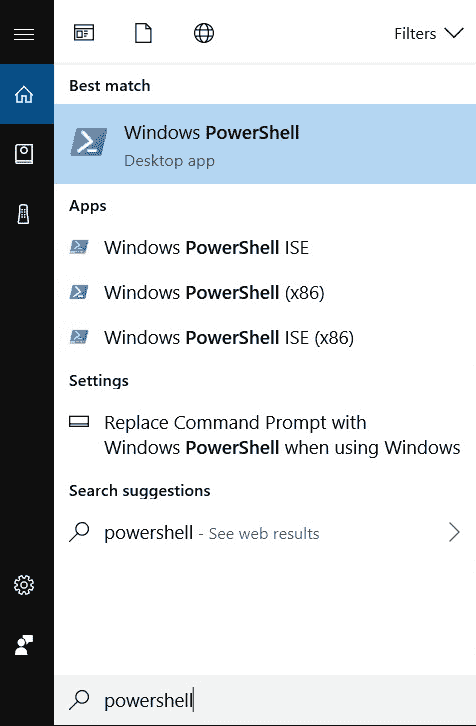 Filters
Best match
Windows PowerShell
Desktop app
Apps
Windows PowerShell ISE
Windows PowerShell (x86)
Windows PowerShell ISE (x86)
Settings
Replace Command Prompt with
Windows PowerShell when using Windows
Search suggestions
powershell - See web results
powershell